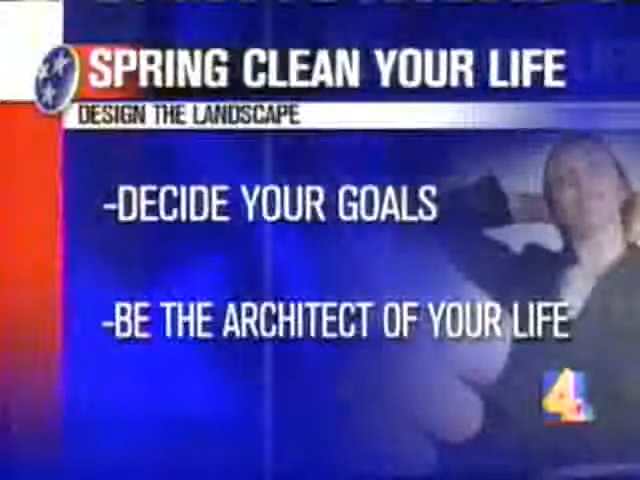 SPRING CLEAN YOUR LIFE
DESIGN THE LANDSCAPE
-DECIDE YOUR GOALS
-BE THE ARCHITECT OF YOUR LIFE
4